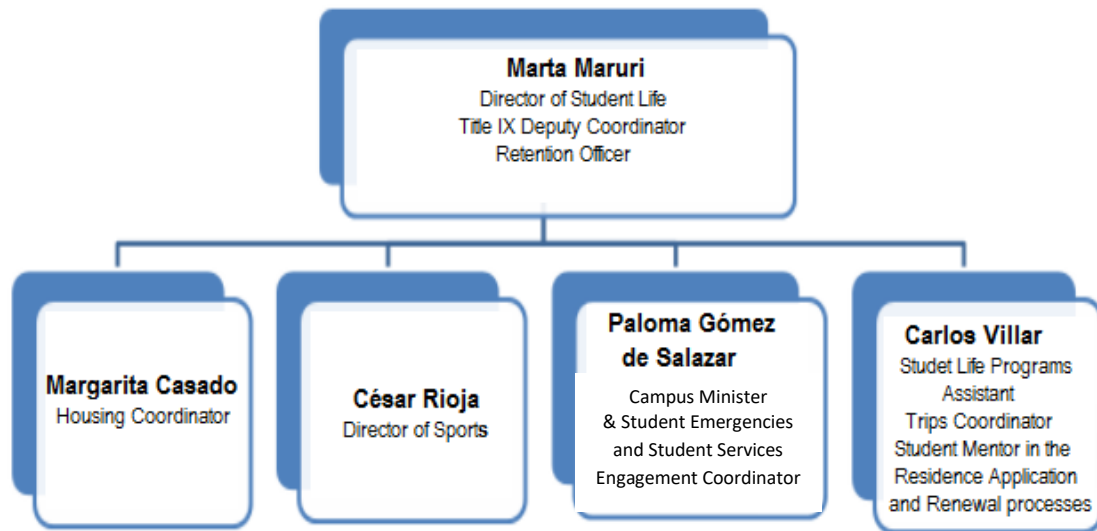 Marta Maruri
Director of Student Life
Title IX Deputy Coordinator
Retention Officer
Margarita Casado
Housing Coordinator
César Rioja
Director of Sports
Paloma Gómez
de Salazar
Campus Minister
& Student Emergencies
and Student Services
Engagement Coordinator
Carlos Villar
Studet Life Programs
Assistant
Trips Coordinator
Student Mentor in the
Residence Application
and Renewal processes